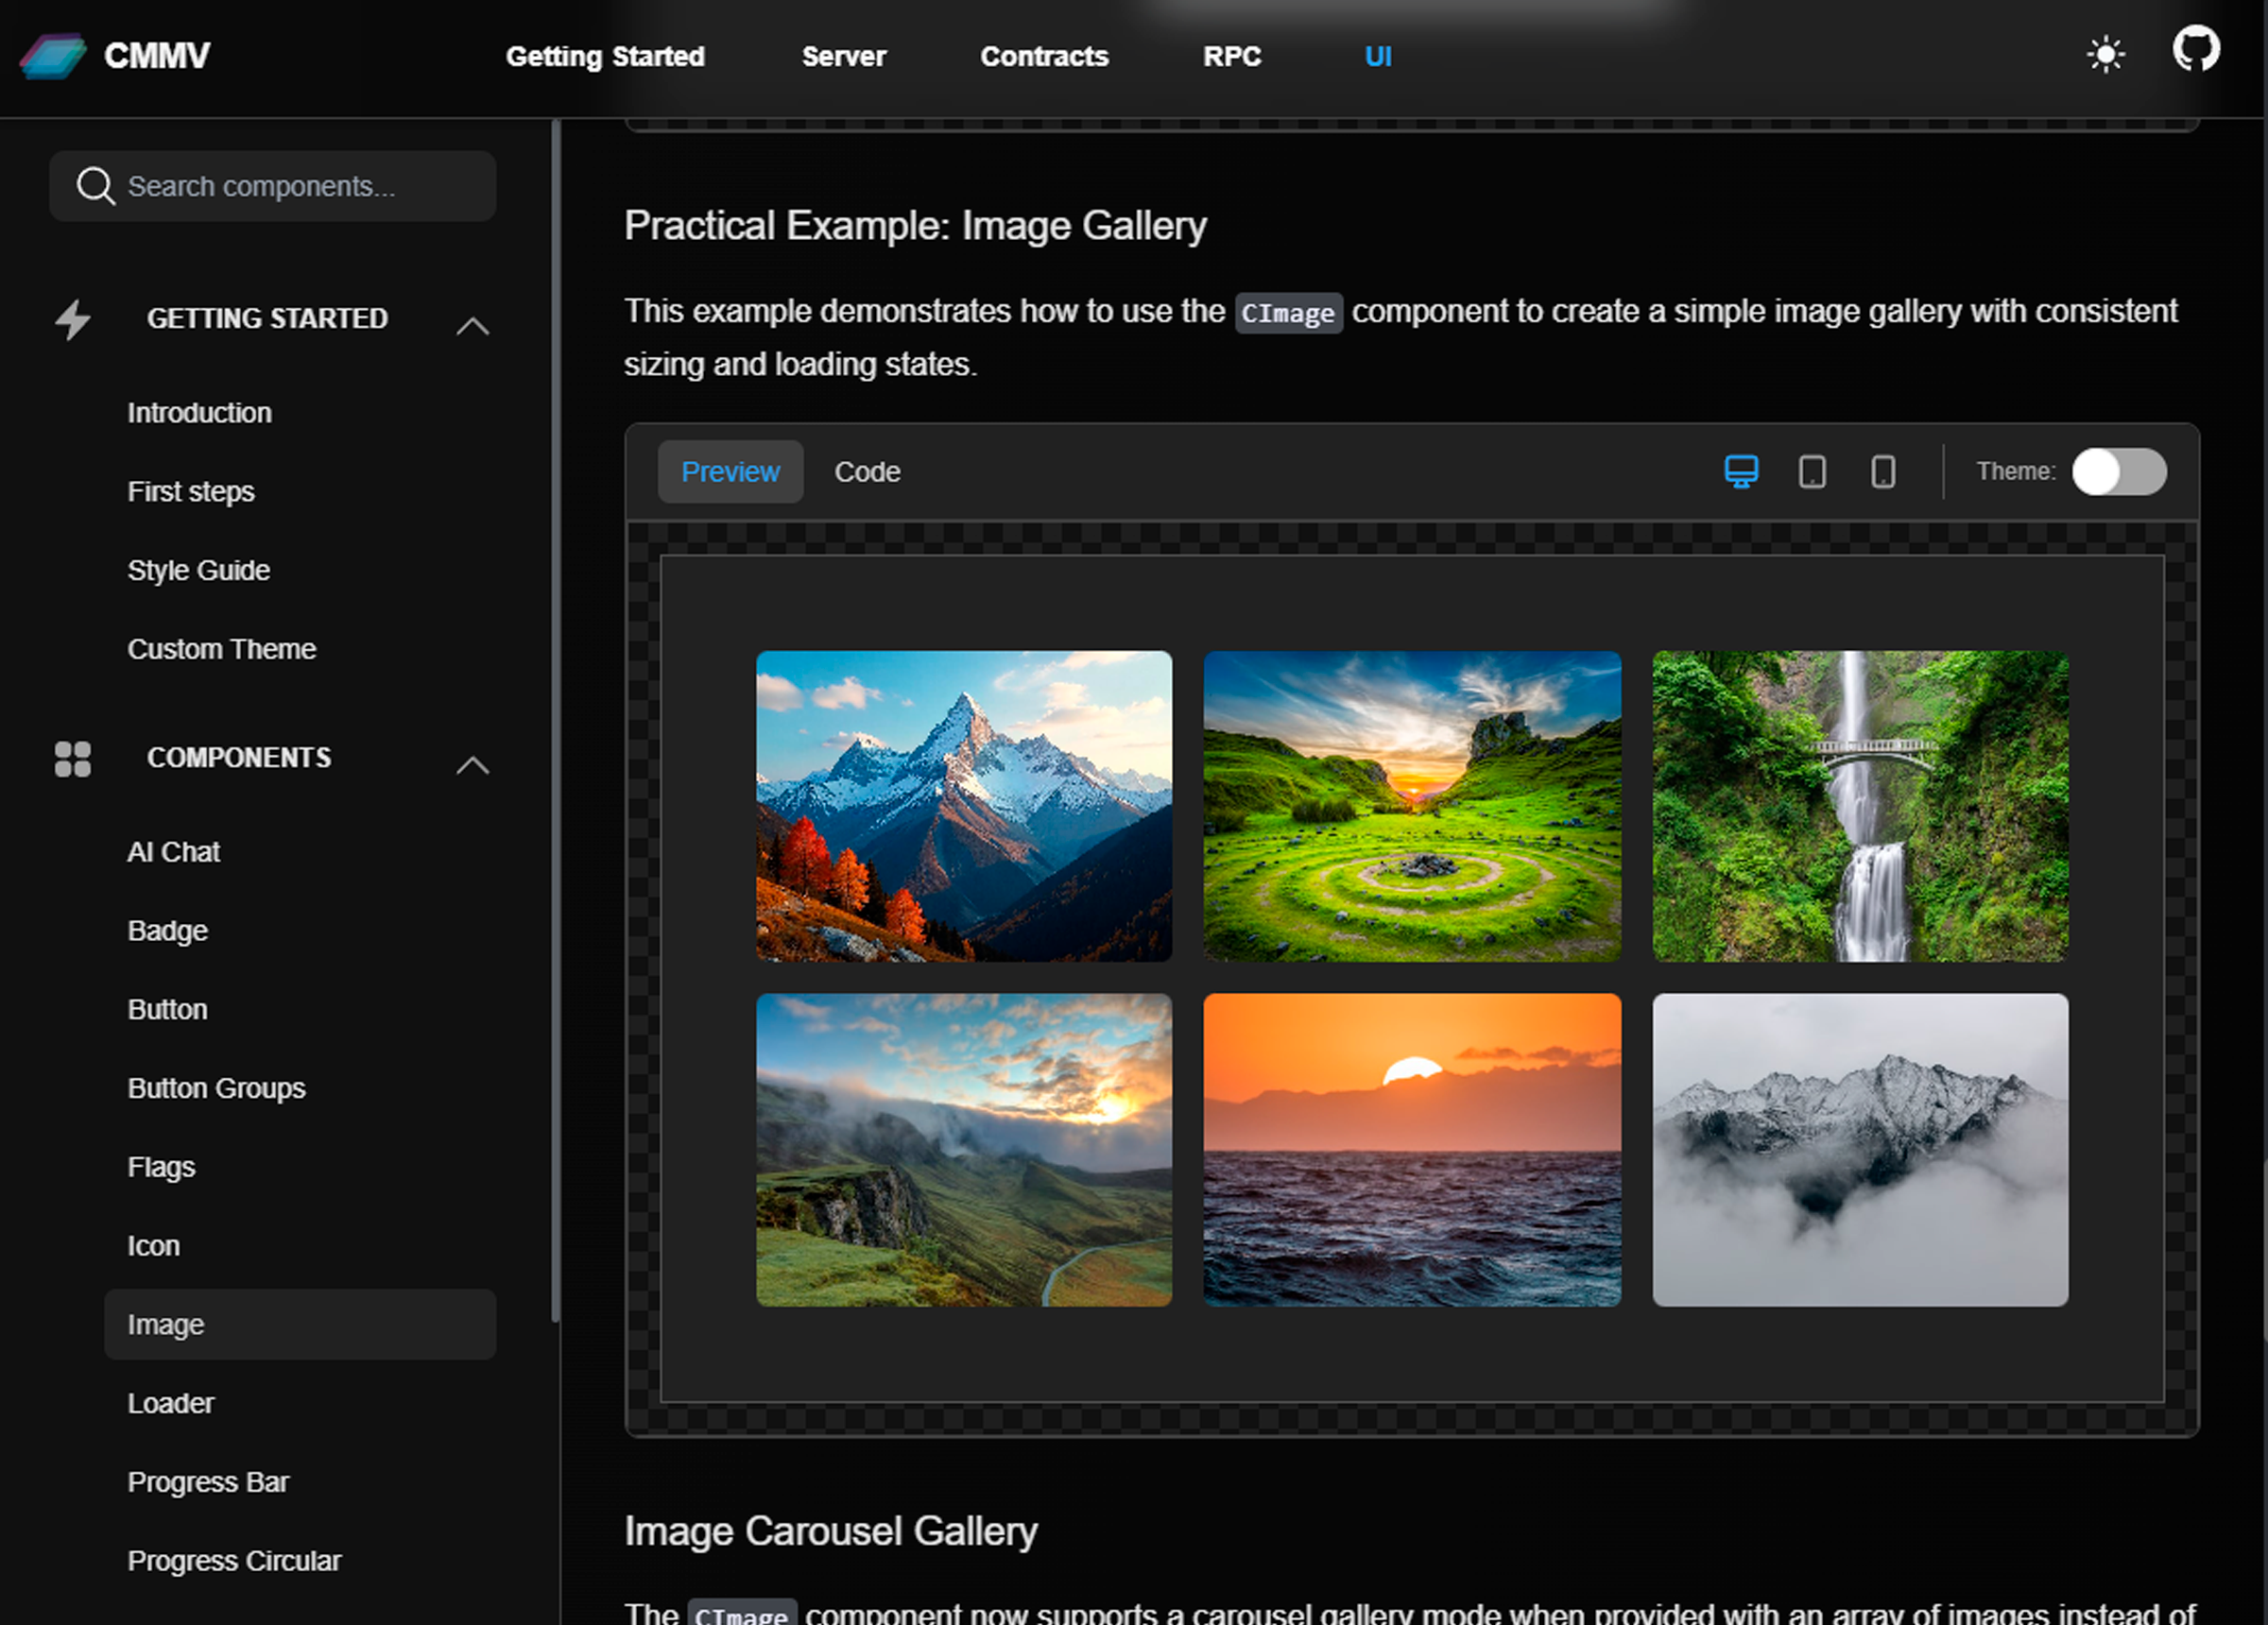 CMMV
Getting Started
Server
Contracts
RPC
UI
Search components...
GETTING STARTED
Introduction
First steps
Style Guide
Custom Theme
COMPONENTS
AI Chat
Badge
Button
Button Groups
Flags
Icon
Image
Loader
Progress Bar
Progress Circular
Practical Example: Image Gallery
This example demonstrates how to use the CImage component to create a simple image gallery with consistent
sizing and loading states.
Preview
Code
Theme:
Image Carousel Gallery
The CImage component now supports a carousel gallery mode when provided with an array of images instead of